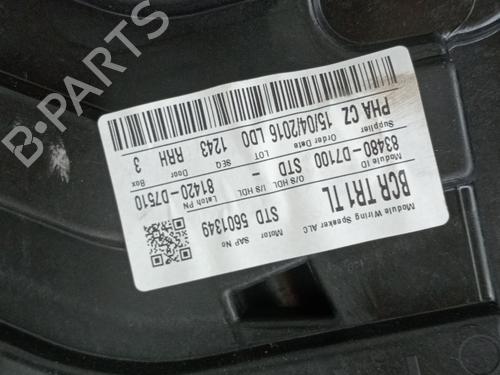 Module Wiring Speaker ALC
BCR TR1 TL
Module ID O/S HDL I/S HDL Motor SAP No
83480-D7100 STD - STD 5601349
Supplier Order Date LOT SEQ Door Box
PHA CZ 15/04/2016 LD0 1243 RRH 3
Latch PN
81420-D7510
B-PARTS